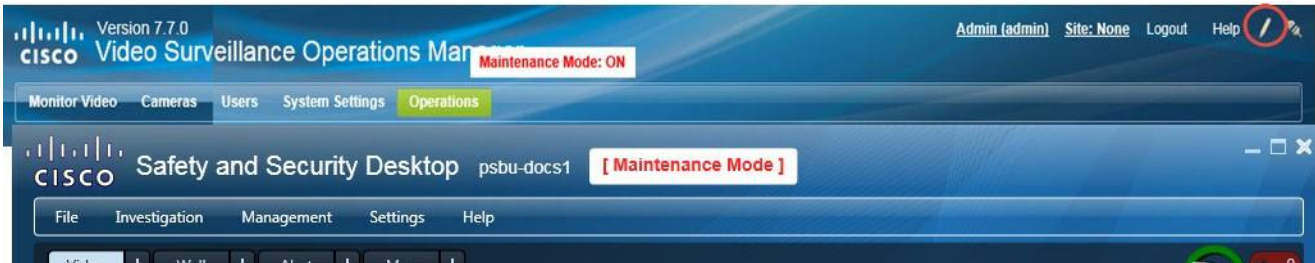 Version 7.7.0
CISCO Video Surveillance Operations Mana
Maintenance Mode: ON
Admin (admin) Site: None Logout Help
Monitor Video Cameras Users System Settings Operations
CISCO Safety and Security Desktop psbu-docs1 [ Maintenance Mode ]
File Investigation Management Settings Help